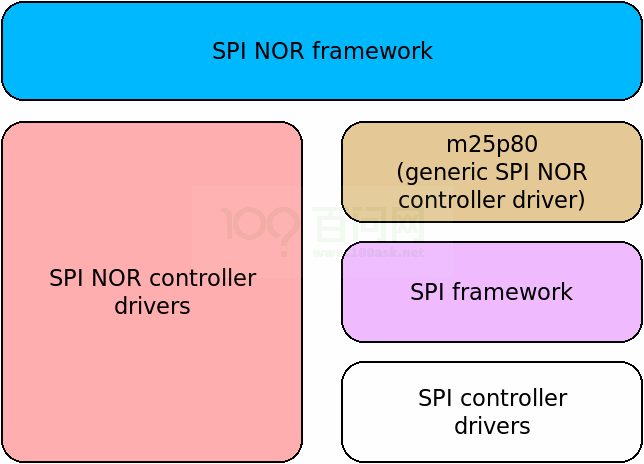 SPI NOR framework
m25p80
(generic SPI NOR
controller driver)
100? 百问网
www.100ask.net
SPI NOR controller
drivers
SPI framework
SPI controller
drivers